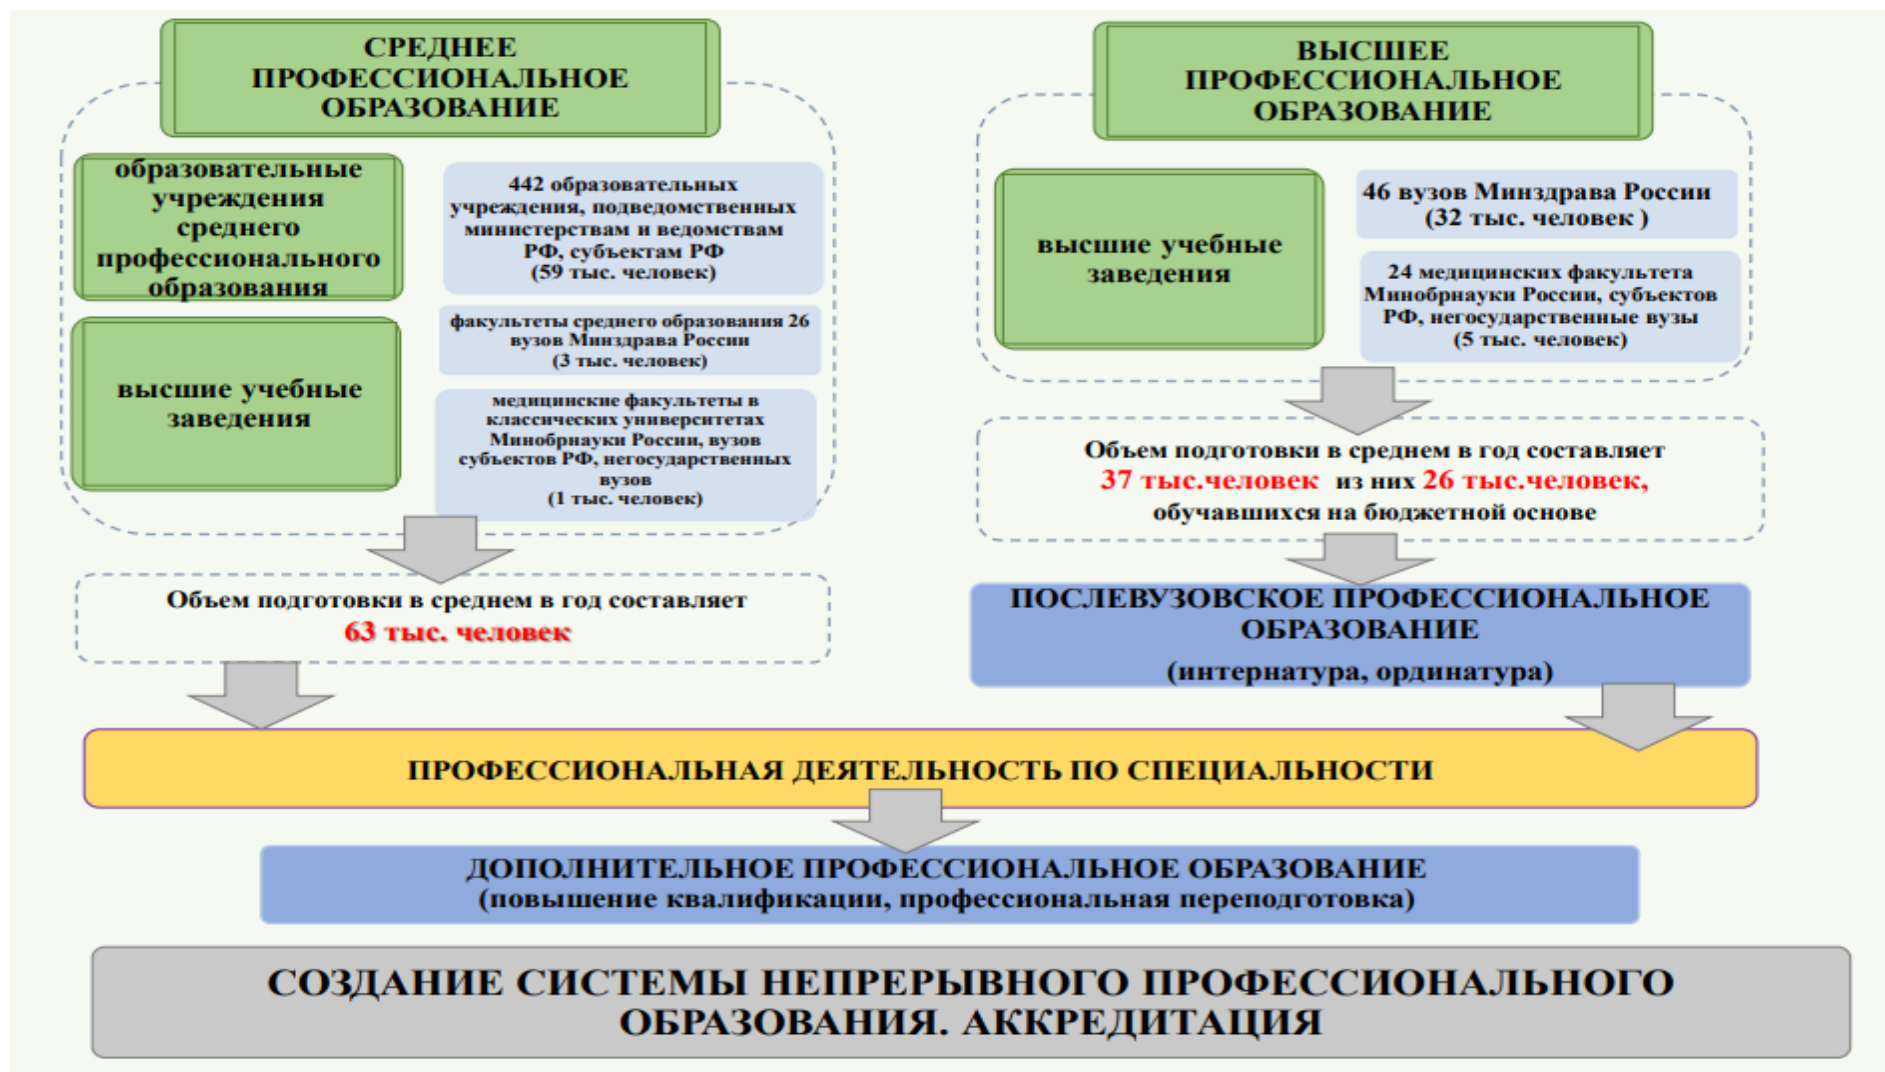 СРЕДНЕЕ
ПРОФЕССИОНАЛЬНОЕ
ОБРАЗОВАНИЕ
образовательные
учреждения
среднего
профессионального
образования
442 образовательных
учреждения, подведомственных
министерствам и ведомствам
РФ, субъектам РФ
(59 тыс. человек)
факультеты среднего образования 26
вузов Минздрава России
(3 тыс. человек)
высшие учебные
заведения
медицинские факультеты в
классических университетах
Минобрнауки России, вузов
субъектов РФ, негосударственных
вузов
(1 тыс. человек)
Объем подготовки в среднем в год составляет
63 тыс. человек
ВЫСШЕЕ
ПРОФЕССИОНАЛЬНОЕ
ОБРАЗОВАНИЕ
высшие учебные
заведения
46 вузов Минздрава России
(32 тыс. человек )
24 медицинских факультета
Минобрнауки России, субъектов
РФ, негосударственные вузы
(5 тыс. человек)
Объем подготовки в среднем в год составляет
37 тыс.человек из них 26 тыс.человек,
обучавшихся на бюджетной основе
ПОСЛЕВУЗОВСКОЕ ПРОФЕССИОНАЛЬНОЕ
ОБРАЗОВАНИЕ
(интернатура, ординатура)
ПРОФЕССИОНАЛЬНАЯ ДЕЯТЕЛЬНОСТЬ ПО СПЕЦИАЛЬНОСТИ
ДОПОЛНИТЕЛЬНОЕ ПРОФЕССИОНАЛЬНОЕ ОБРАЗОВАНИЕ
(повышение квалификации, профессиональная переподготовка)
СОЗДАНИЕ СИСТЕМЫ НЕПРЕРЫВНОГО ПРОФЕССИОНАЛЬНОГО
ОБРАЗОВАНИЯ. АККРЕДИТАЦИЯ